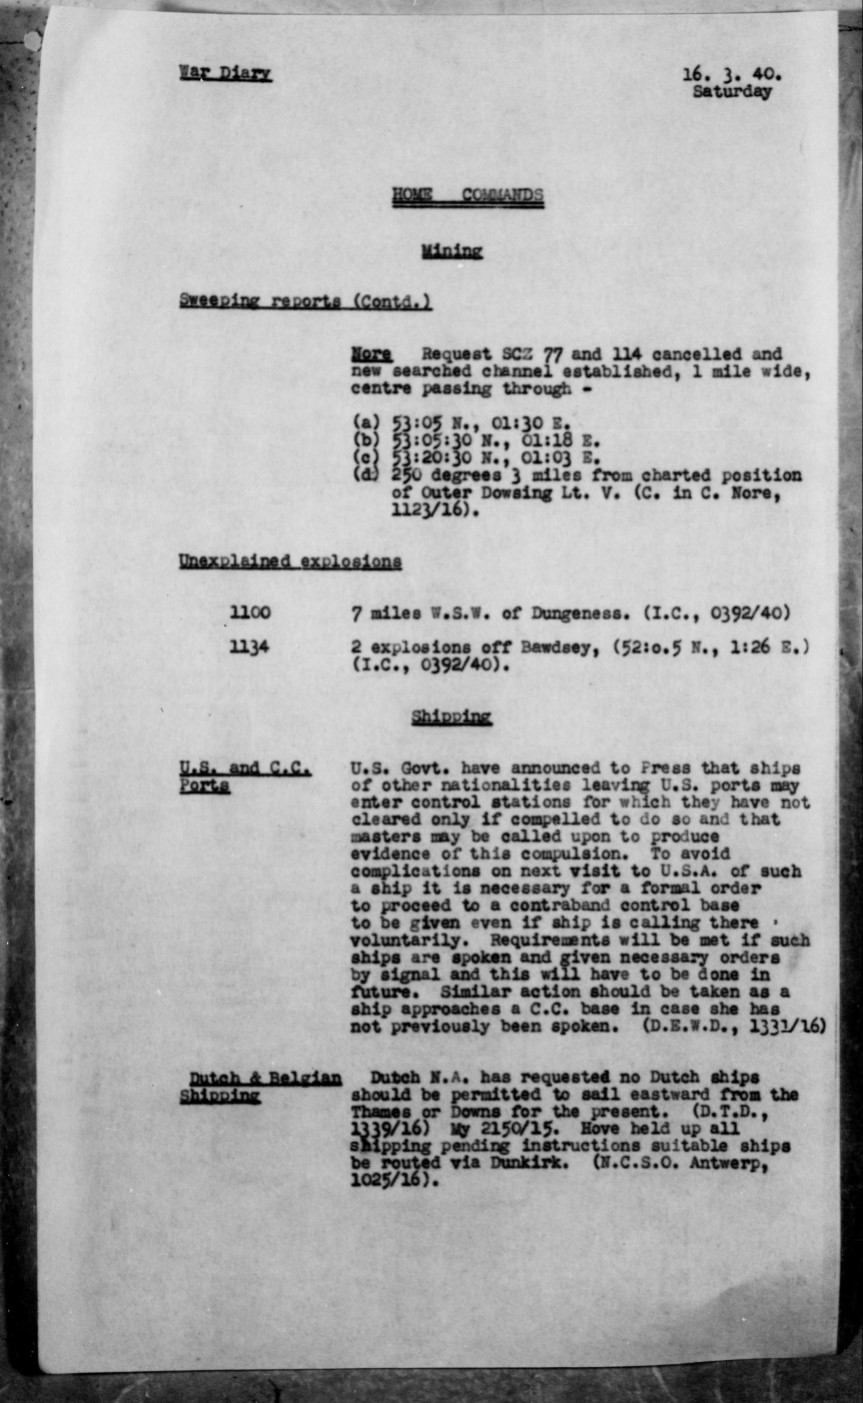 War Diary
16. 3. 40.
Saturday
HOME COMMANDS
Mining
Sweeping reports (Contd.)
Nore Request SCZ 77 and 114 cancelled and
new searched channel established, 1 mile wide,
centre passing through -
(a) 53:05 N., 01:30 E.
(b) 53:05:30 N., 01:18 E.
(c) 53:20:30 N., 01:03 E.
(d) 250 degrees 3 miles from charted position
of Outer Dowsing Lt. V. (C. in C. Nore,
1123/16).
Unexplained explosions
1100 7 miles W.S.W. of Dungeness. (I.C., 0392/40)
1134 2 explosions off Bawdsey, (52:0.5 N., 1:26 E.)
(I.C., 0392/40).
Shipping
U.S. and C.C.
Ports
U.S. Govt. have announced to Press that ships
of other nationalities leaving U.S. ports may
enter control stations for which they have not
cleared only if compelled to do so and that
masters may be called upon to produce
evidence of this compulsion. To avoid
complications on next visit to U.S.A. of such
a ship it is necessary for a formal order
to proceed to a contraband control base
to be given even if ship is calling there
voluntarily. Requirements will be met if such
ships are spoken and given necessary orders
by signal and this will have to be done in
future. Similar action should be taken as a
ship approaches a C.C. base in case she has
not previously been spoken. (D.E.W.D., 1331/16)
Dutch & Belgian
Shipping
Dutch N.A. has requested no Dutch ships
should be permitted to sail eastward from the
Thames or Downs for the present. (D.T.D.,
1339/16) My 2150/15. Hove held up all
shipping pending instructions suitable ships
be routed via Dunkirk. (N.C.S.O. Antwerp,
1025/16).